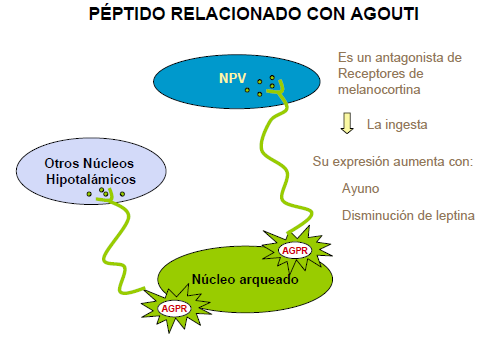 PÉPTIDO RELACIONADO CON AGOUTI
NPV
Es un antagonista de
Receptores de
melanocortina
La ingesta
Otros Núcleos
Hipotalámicos
Su expresión aumenta con:
Ayuno
Disminución de leptina
AGPR
Núcleo arqueado
AGPR